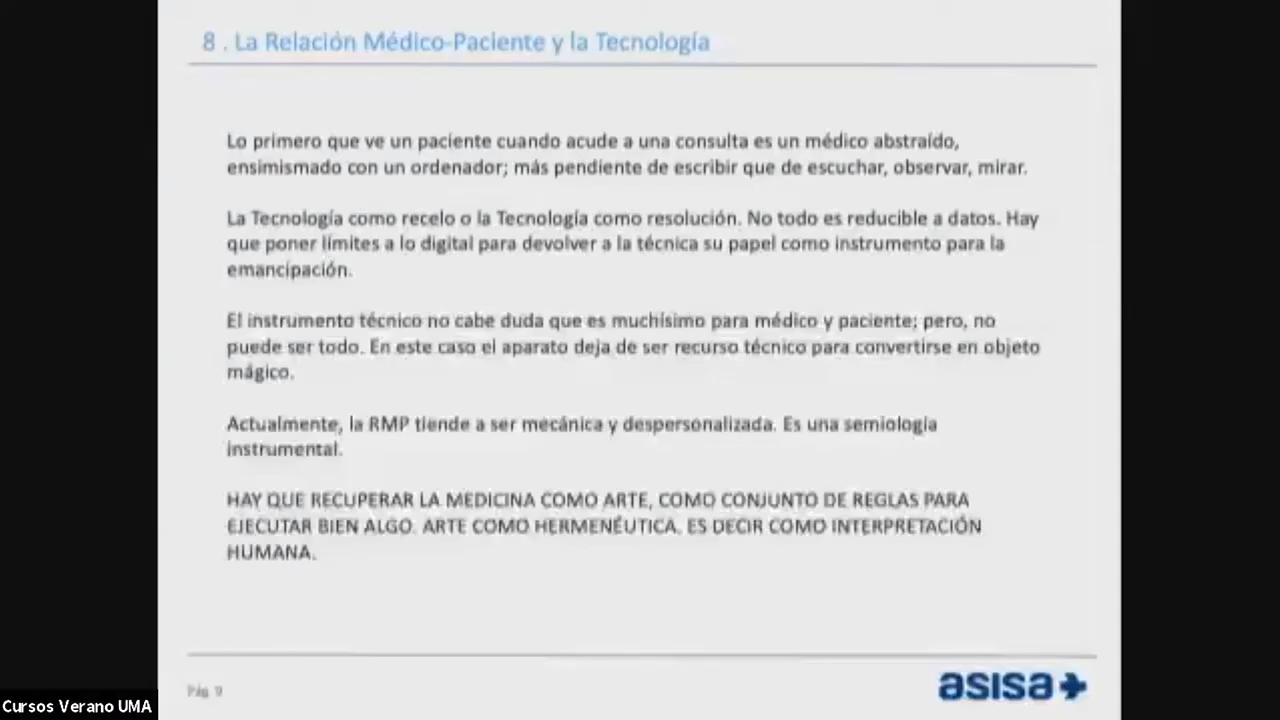 8 . La Relación Médico-Paciente y la Tecnología
Lo primero que ve un paciente cuando acude a una consulta es un médico abstraído,
ensimismado con un ordenador; más pendiente de escribir que de escuchar, observar, mirar.
La Tecnología como recelo o la Tecnología como resolución. No todo es reducible a datos. Hay
que poner límites a lo digital para devolver a la técnica su papel como instrumento para la
emancipación.
El instrumento técnico no cabe duda que es muchísimo para médico y paciente; pero, no
puede ser todo. En este caso el aparato deja de ser recurso técnico para convertirse en objeto
mágico.
Actualmente, la RMP tiende a ser mecánica y despersonalizada. Es una semiología
instrumental.
HAY QUE RECUPERAR LA MEDICINA COMO ARTE, COMO CONJUNTO DE REGLAS PARA
EJECUTAR BIEN ALGO. ARTE COMO HERMENÉUTICA. ES DECIR COMO INTERPRETACIÓN
HUMANA.
Pág. 9
asisa
Cursos Verano UMA